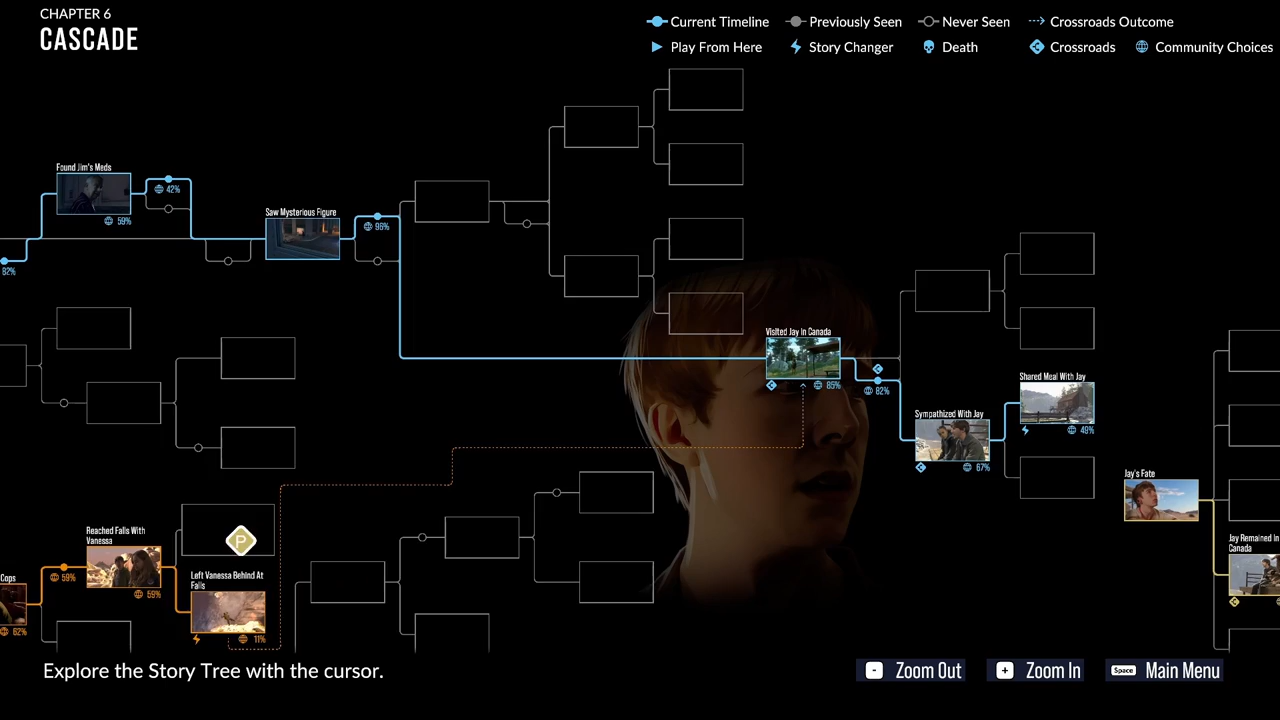 CHAPTER 6
CASCADE
Current Timeline
Previously Seen
Never Seen
Crossroads Outcome
Play From Here
Story Changer
Death
Crossroads
Community Choices
Found Jim's Meds
42%
59%
82%
Saw Mysterious Figure
96%
Visited Jay In Canada
85%
82%
Shared Meal With Jay
48%
Sympathized With Jay
67%
Jay's Fate
Jay Remained In
Canada
Reached Falls With
Vanessa
P
Cops
59%
59%
62%
Left Vanessa Behind At
Falls
11%
Explore the Story Tree with the cursor.
- Zoom Out
+ Zoom In
Space Main Menu